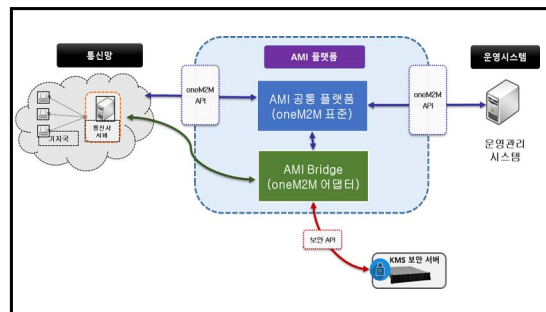 통신망
AMI 플랫폼
운영시스템
oneM2M
API
AMI 공통 플랫폼
(oneM2M 표준)
oneM2M
API
통신사
서버
기지국
운영관리
시스템
AMI Bridge
(oneM2M 어댑터)
보안 API
KMS 보안 서버